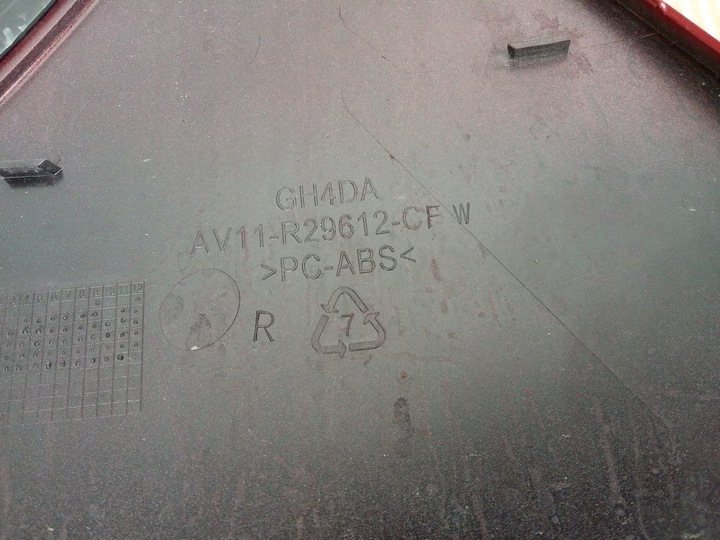 GH4DA
AV11-R29612-CF W
>PC-ABS<
R
7